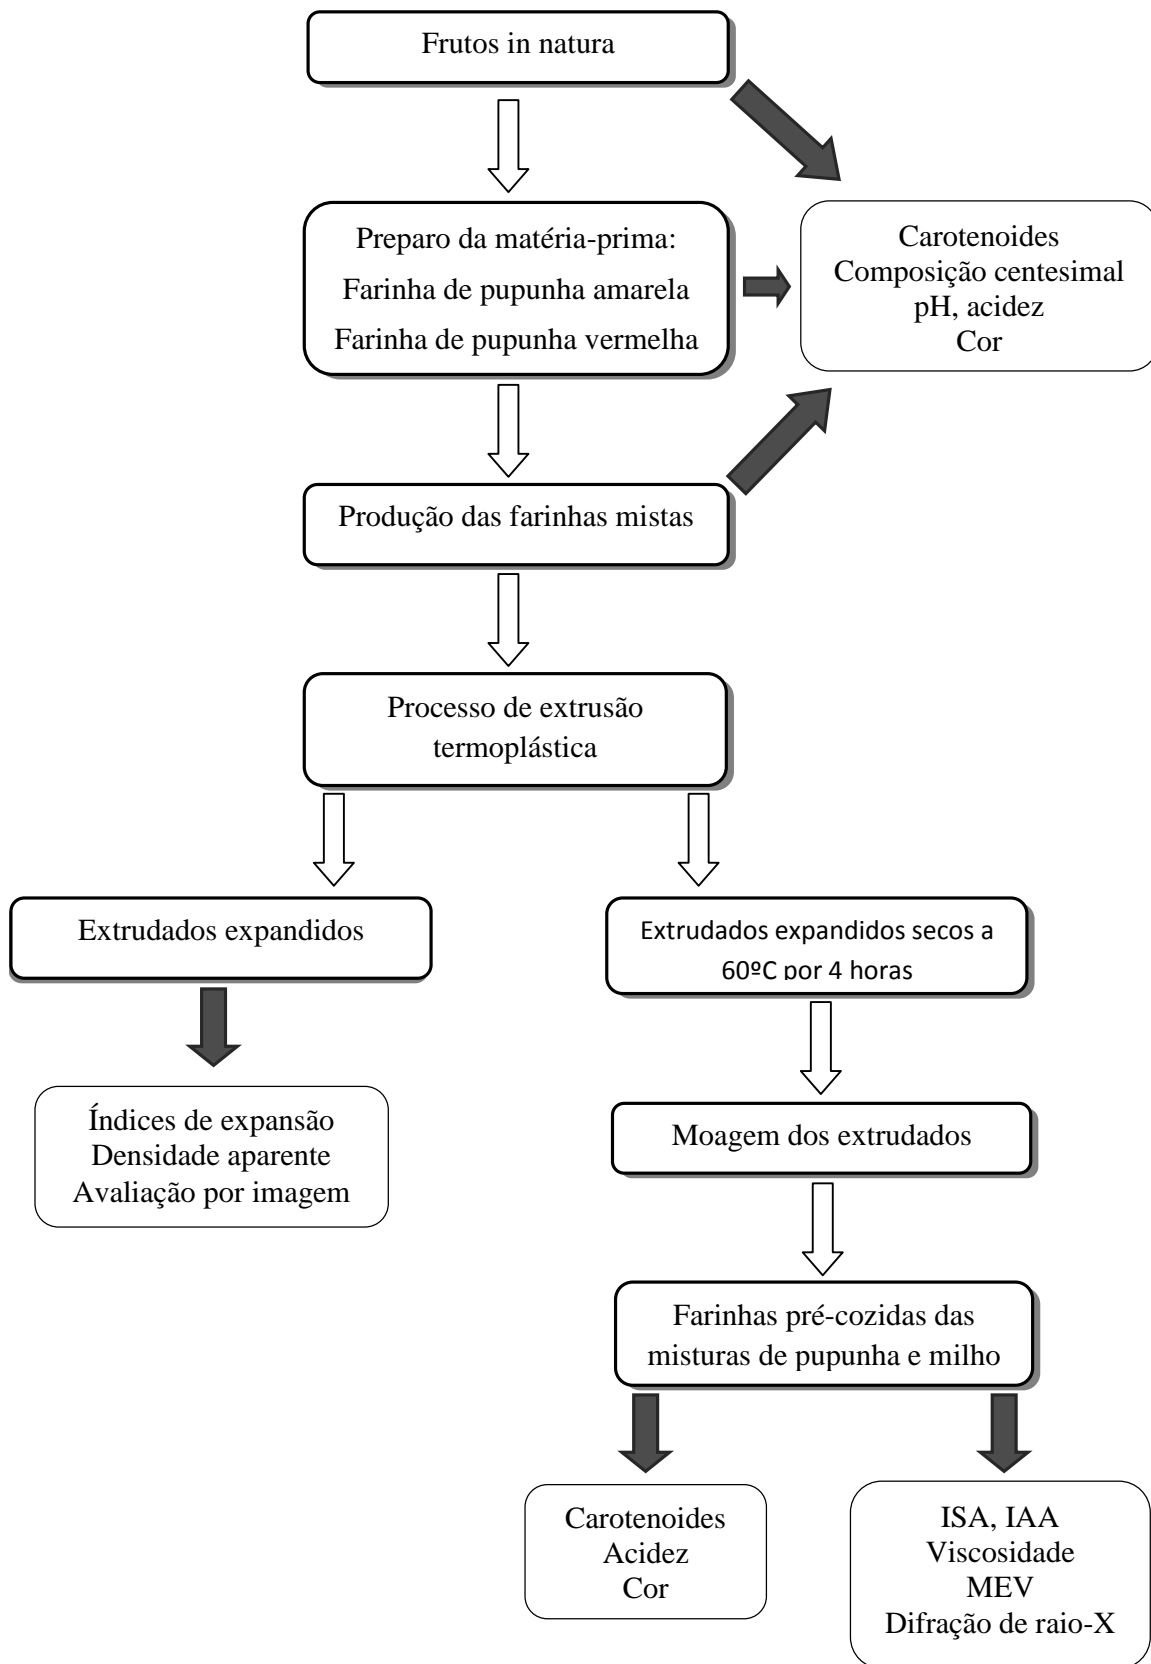 Frutos in natura
Preparo da matéria-prima:
Farinha de pupunha amarela
Farinha de pupunha vermelha
Carotenoides
Composição centesimal
pH, acidez
Cor
Produção das farinhas mistas
Processo de extrusão
termoplástica
Extrudados expandidos
Extrudados expandidos secos a
60ºC por 4 horas
Índices de expansão
Densidade aparente
Avaliação por imagem
Moagem dos extrudados
Farinhas pré-cozidas das
misturas de pupunha e milho
Carotenoides
Acidez
Cor
ISA, IAA
Viscosidade
MEV
Difração de raio-X